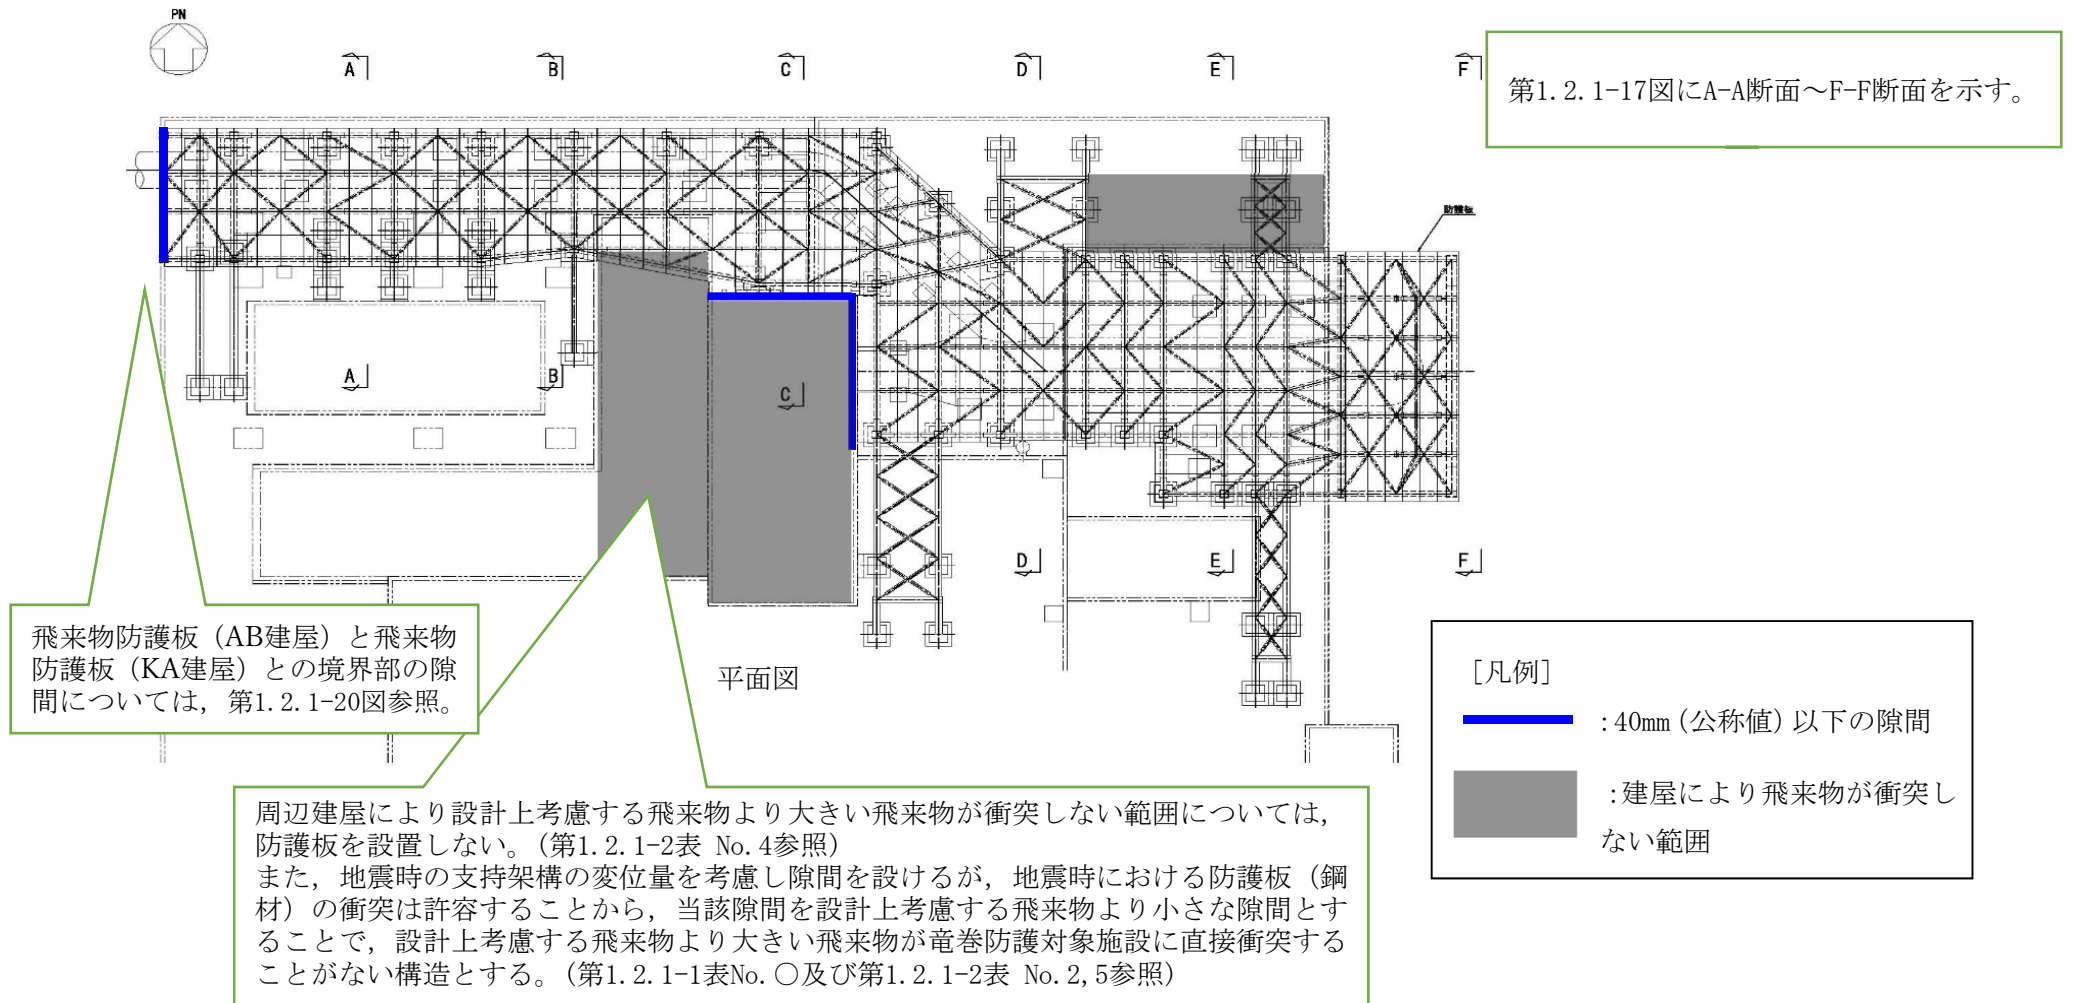 PN
A
B
C
D
E
F
第1.2.1-17図にA-A断面～F-F断面を示す。
防護板
A
B
C
D
E
F
飛来物防護板（AB建屋）と飛来物
防護板（KA建屋）との境界部の隙
間については，第1.2.1-20図参照。
平面図
周辺建屋により設計上考慮する飛来物より大きい飛来物が衝突しない範囲については，
防護板を設置しない。（第1.2.1-2表 No.4参照）
また，地震時の支持架構の変位量を考慮し隙間を設けるが，地震時における防護板（鋼
材）の衝突は許容することから，当該隙間を設計上考慮する飛来物より小さな隙間とす
ることで，設計上考慮する飛来物より大きい飛来物が竜巻防護対象施設に直接衝突する
ことがない構造とする。（第1.2.1-1表No.○及び第1.2.1-2表 No.2,5参照）
［凡例］
：40mm（公称値）以下の隙間
：建屋により飛来物が衝突し
ない範囲